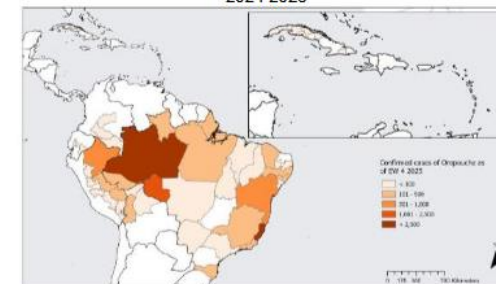 2024-2025
Confirmed cases of Oropouche as
of EW 4 2025
< 100
101 - 500
501 - 1,000
1,001 - 2,500
> 2,500
Kilometers